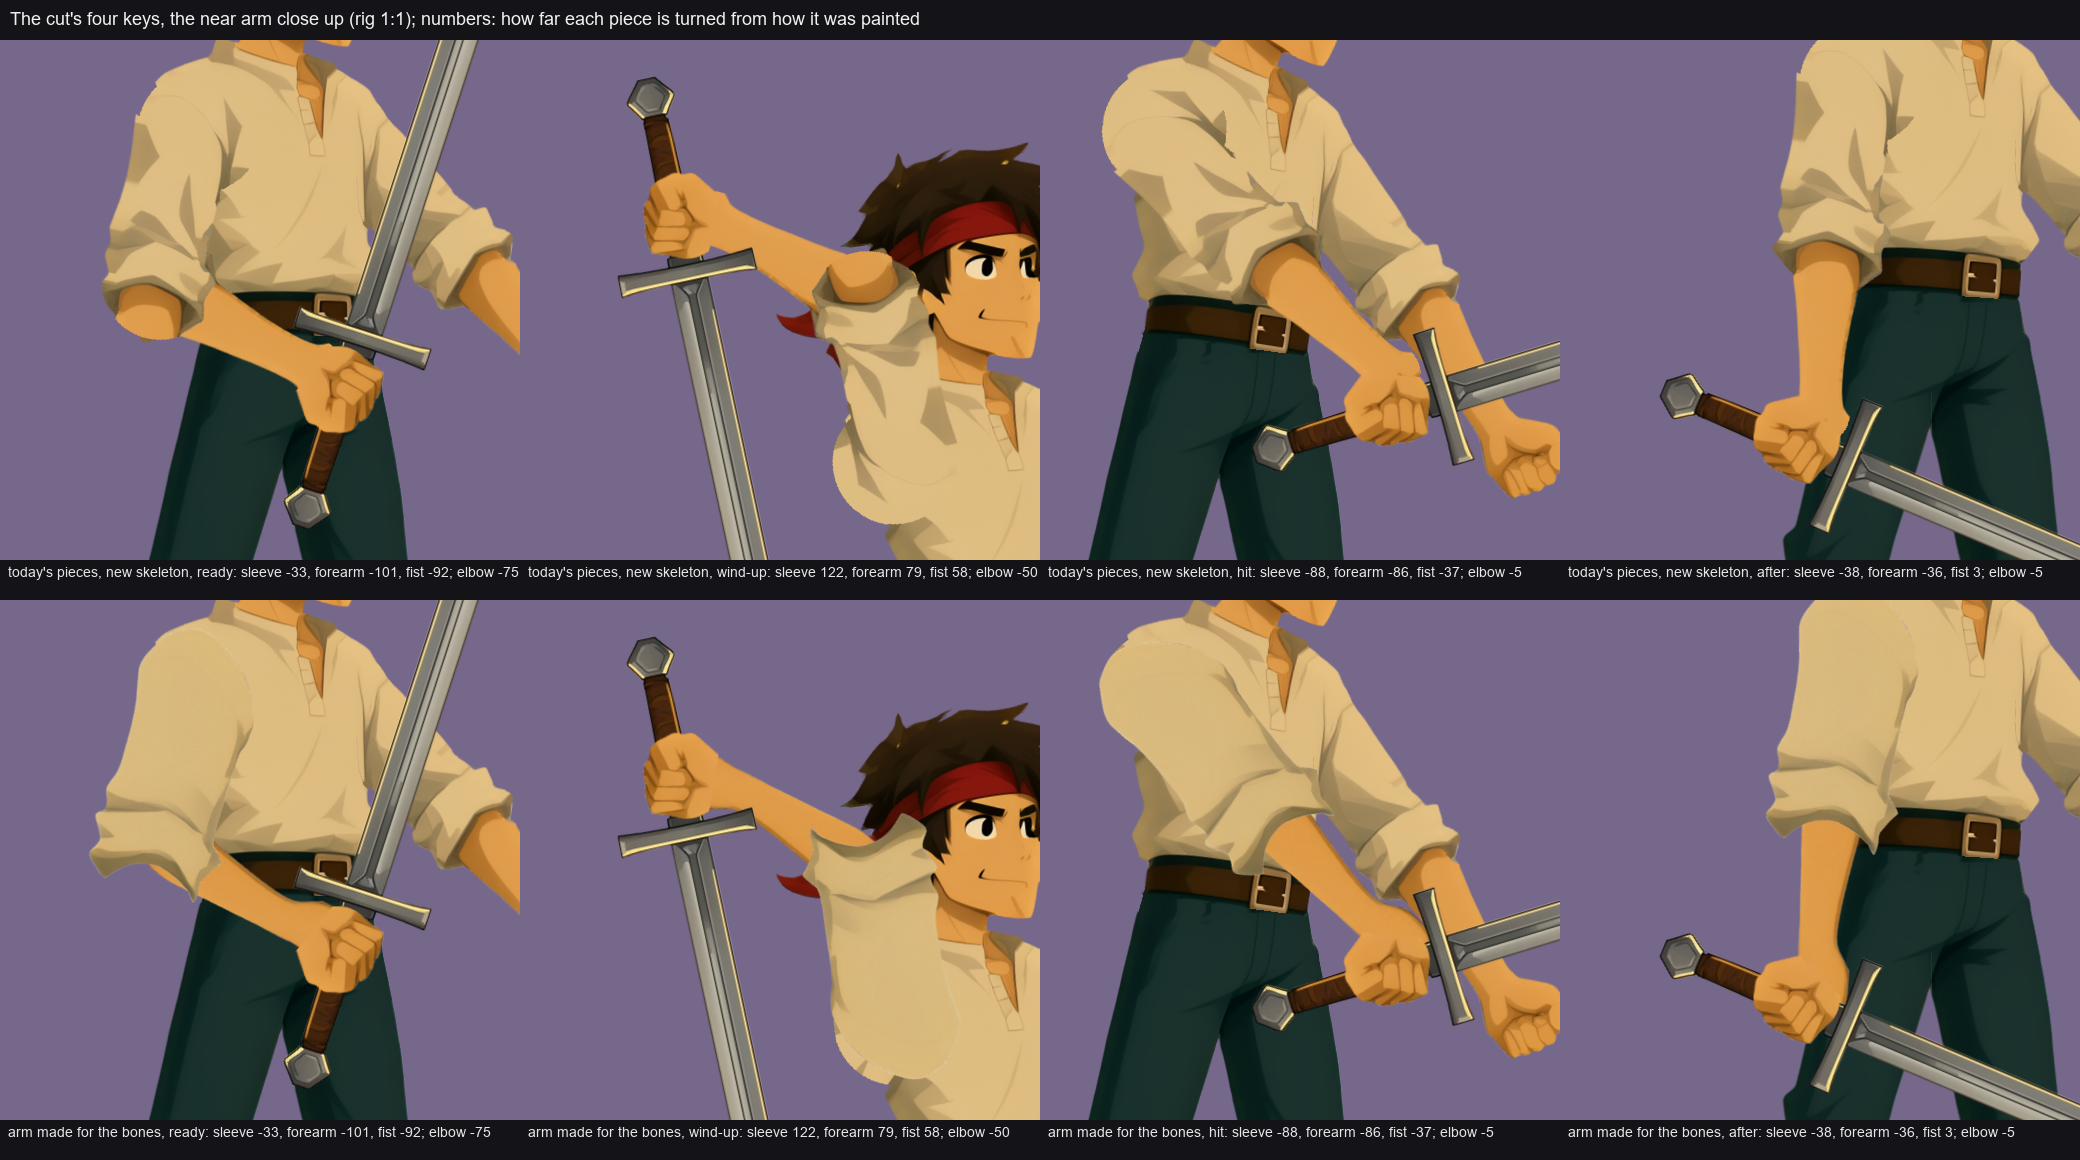 The cut's four keys, the near arm close up (rig 1:1); numbers: how far each piece is turned from how it was painted
today's pieces, new skeleton, ready: sleeve -33, forearm -101, fist -92; elbow -75
today's pieces, new skeleton, wind-up: sleeve 122, forearm 79, fist 58; elbow -50
today's pieces, new skeleton, hit: sleeve -88, forearm -86, fist -37; elbow -5
today's pieces, new skeleton, after: sleeve -38, forearm -36, fist 3; elbow -5
arm made for the bones, ready: sleeve -33, forearm -101, fist -92; elbow -75
arm made for the bones, wind-up: sleeve 122, forearm 79, fist 58; elbow -50
arm made for the bones, hit: sleeve -88, forearm -86, fist -37; elbow -5
arm made for the bones, after: sleeve -38, forearm -36, fist 3; elbow -5